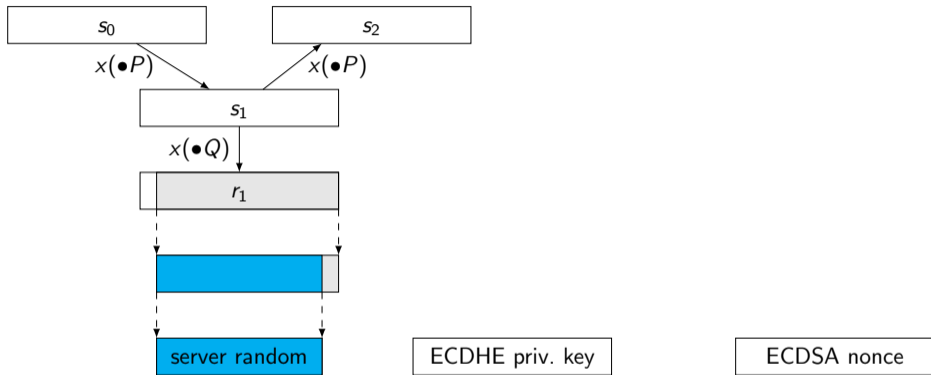 s₀ s₂
x(•P) x(•P)
s₁
x(•Q)
r₁
server random ECDHE priv. key ECDSA nonce